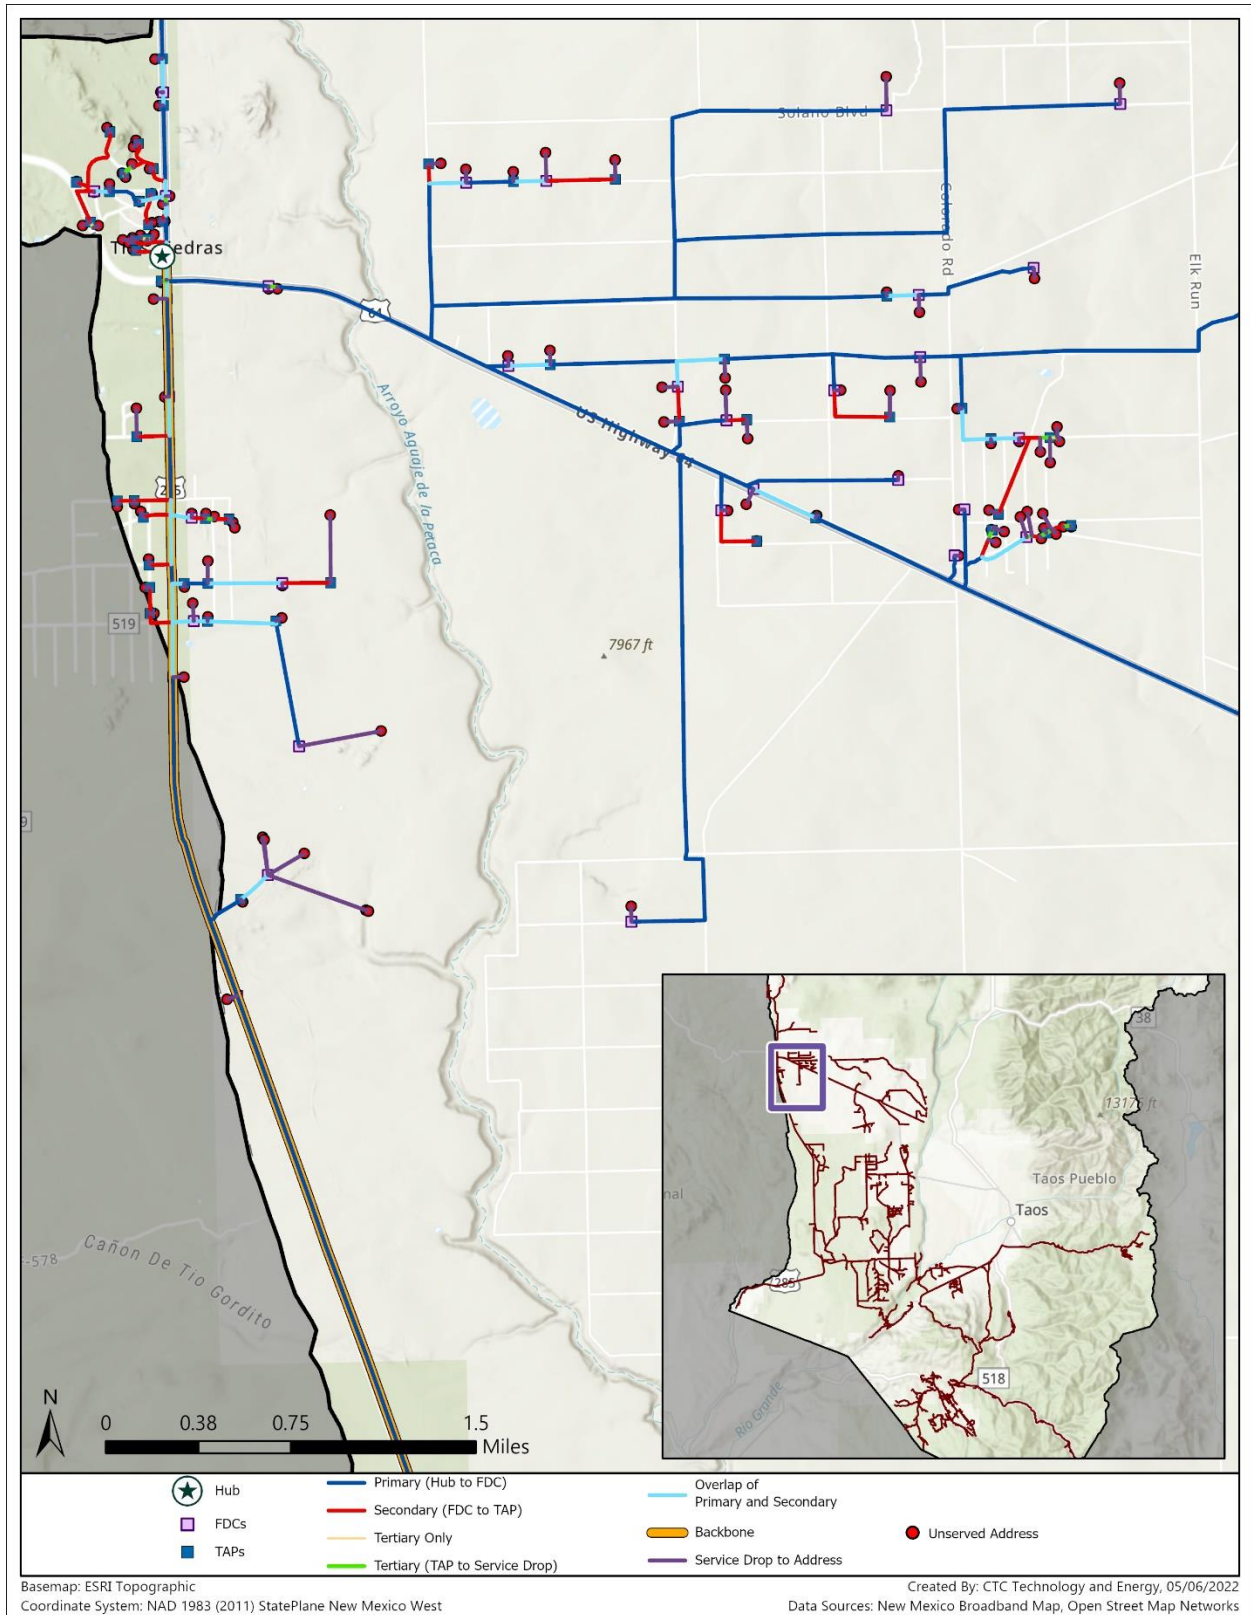 Solano Blvd
Colorado Rd
Elk Run
64
US Highway 64
Arroyo Aguaje de la Petaca
285
519
7967 ft
Cañon De Tio Gordito
-578
38
13176 ft
Taos Pueblo
Taos
285
518
Rio Grande
N
0 0.38 0.75 1.5
Miles
Hub
FDCs
TAPs
Primary (Hub to FDC)
Secondary (FDC to TAP)
Tertiary Only
Tertiary (TAP to Service Drop)
Overlap of
Primary and Secondary
Backbone
Service Drop to Address
Unserved Address
Basemap: ESRI Topographic
Coordinate System: NAD 1983 (2011) StatePlane New Mexico West
Created By: CTC Technology and Energy, 05/06/2022
Data Sources: New Mexico Broadband Map, Open Street Map Networks